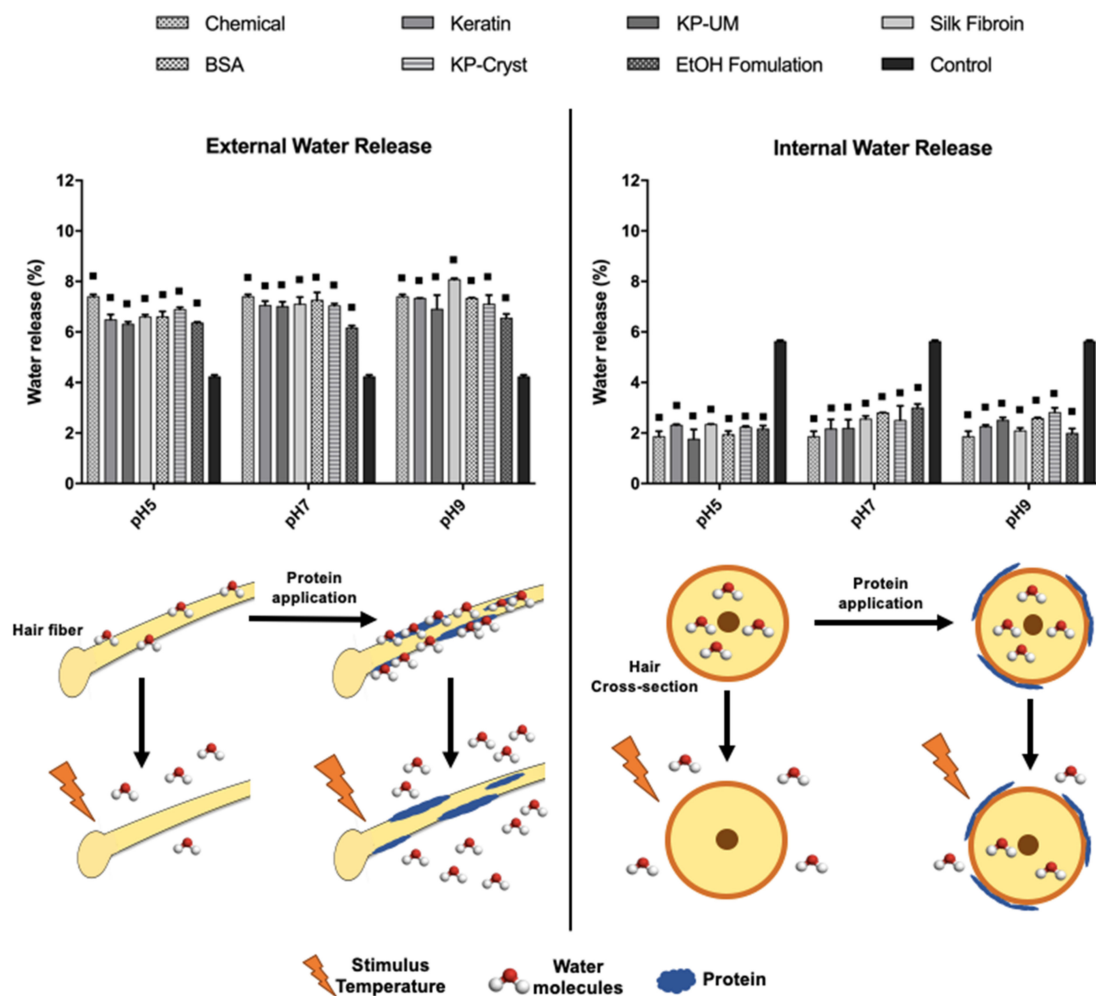 Chemical
Keratin
KP-UM
Silk Fibroin
BSA
KP-Cryst
EtOH Fomulation
Control
External Water Release
Water release (%)
12
10
8
6
4
2
0
pH5
pH7
pH9
Internal Water Release
Water release (%)
12
10
8
6
4
2
0
pH5
pH7
pH9
Hair fiber
Protein
application
Protein
application
Hair
Cross-section
Stimulus
Temperature
Water
molecules
Protein